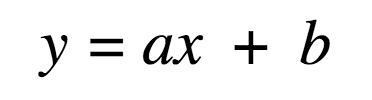 y = ax + b